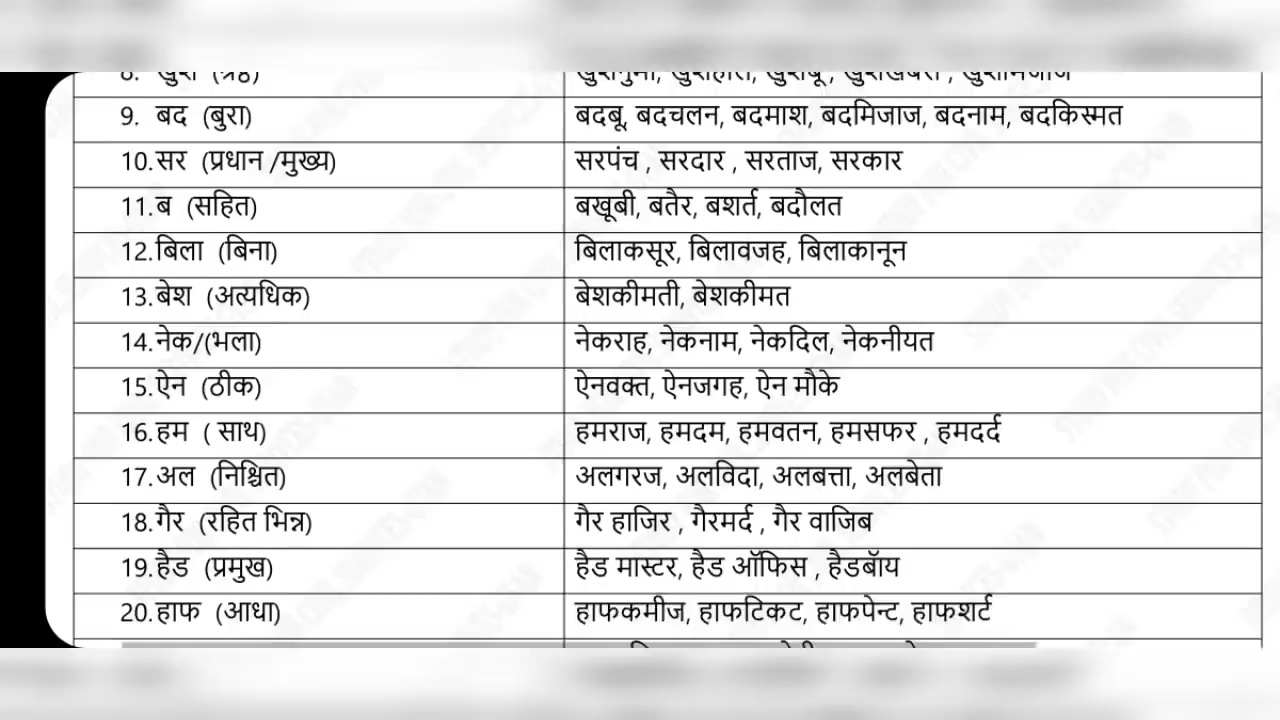 9. बद (बुरा) बदबू, बदचलन, बदमाश, बदमिजाज, बदनाम, बदकिस्मत
10. सर (प्रधान /मुख्य) सरपंच , सरदार , सरताज, सरकार
11. ब (सहित) बखूबी, बतैर, बशर्त, बदौलत
12. बिला (बिना) बिलाकसूर, बिलावजह, बिलाकानून
13. बेश (अत्यधिक) बेशकीमती, बेशकीमत
14. नेक/(भला) नेकराह, नेकनाम, नेकदिल, नेकनीयत
15. ऐन (ठीक) ऐनवक्त, ऐनजगह, ऐन मौके
16. हम ( साथ) हमराज, हमदम, हमवतन, हमसफर , हमदर्द
17. अल (निश्चित) अलगरज, अलविदा, अलबत्ता, अलबेता
18. गैर (रहित भिन्न) गैर हाजिर , गैरमर्द , गैर वाजिब
19. हैड (प्रमुख) हैड मास्टर, हैड ऑफिस , हैडबॉय
20. हाफ (आधा) हाफकमीज, हाफटिकट, हाफपेन्ट, हाफशर्ट